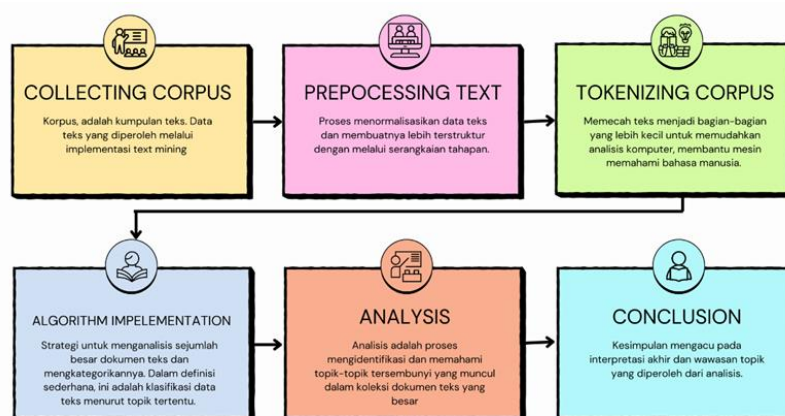 COLLECTING CORPUS
Korpus, adalah kumpulan teks. Data
teks yang diperoleh melalui
implementasi text mining
PREPOCESSING TEXT
Proses menormalisasikan data teks
dan membuatnya lebih terstruktur
dengan melalui serangkaian tahapan.
TOKENIZING CORPUS
Memecah teks menjadi bagian-bagian
yang lebih kecil untuk memudahkan
analisis komputer, membantu mesin
memahami bahasa manusia.
ALGORITHM IMPELEMENTATION
Strategi untuk menganalisis sejumlah
besar dokumen teks dan
mengkategorikannya. Dalam definisi
sederhana, ini adalah klasifikasi data
teks menurut topik tertentu.
ANALYSIS
Analisis adalah proses
mengidentifikasi dan memahami
topik-topik tersembunyi yang muncul
dalam koleksi dokumen teks yang
besar
CONCLUSION
Kesimpulan mengacu pada
interpretasi akhir dan wawasan topik
yang diperoleh dari analisis.